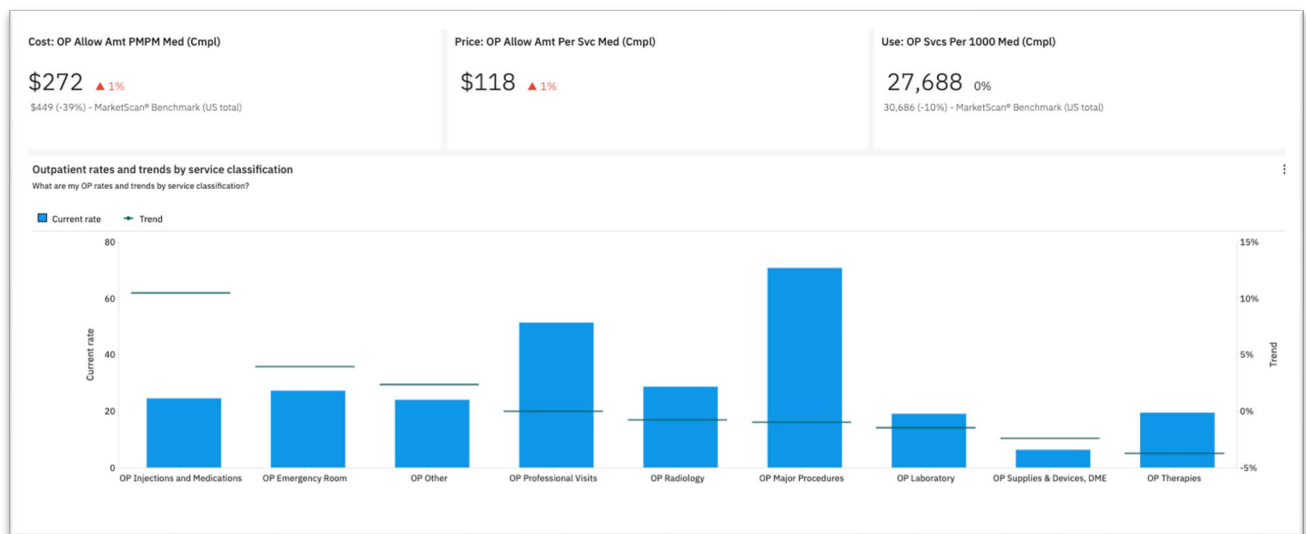 Cost: OP Allow Amt PMPM Med (Cmpl)
$272 ▲ 1%
$449 (-39%) - MarketScan® Benchmark (US total)
Price: OP Allow Amt Per Svc Med (Cmpl)
$118 ▲ 1%
Use: OP Svcs Per 1000 Med (Cmpl)
27,688 0%
30,686 (-10%) - MarketScan® Benchmark (US total)
Outpatient rates and trends by service classification
What are my OP rates and trends by service classification?
Current rate Trend
80
60
40
20
0
Current rate
15%
10%
5%
0%
-5%
Trend
OP Injections and Medications OP Emergency Room OP Other OP Professional Visits OP Radiology OP Major Procedures OP Laboratory OP Supplies & Devices, DME OP Therapies